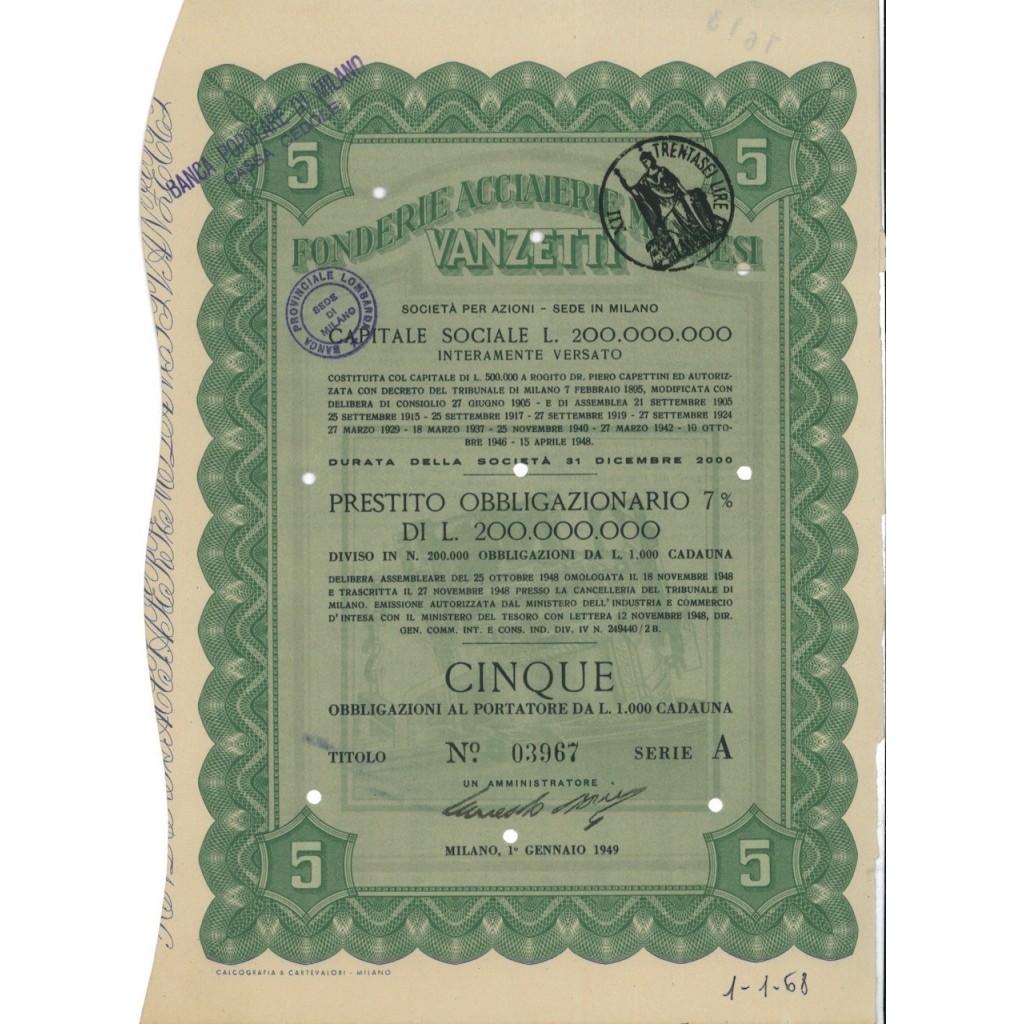 1613
BANCA POPOLARE DI MILANO
CASSA CEDOLE
5 5
TRENTASEI LIRE
FONDERIE ACCIAIERIE
VANZETTI
BANCA PROVINCIALE LOMBARDA
SEDE
DI
MILANO
SOCIETÀ PER AZIONI - SEDE IN MILANO
CAPITALE SOCIALE L. 200.000.000
INTERAMENTE VERSATO
COSTITUITA COL CAPITALE DI L. 500.000 A ROGITO DR. PIERO CAPETTINI ED AUTORIZ-
ZATA CON DECRETO DEL TRIBUNALE DI MILANO 7 FEBBRAIO 1895, MODIFICATA CON
DELIBERA DI CONSIGLIO 27 GIUGNO 1905 - E DI ASSEMBLEA 21 SETTEMBRE 1905
25 SETTEMBRE 1915 - 25 SETTEMBRE 1917 - 27 SETTEMBRE 1919 - 27 SETTEMBRE 1924
27 MARZO 1929 - 18 MARZO 1937 - 25 NOVEMBRE 1940 - 27 MARZO 1942 - 10 OTTO-
BRE 1946 - 15 APRILE 1948.
DURATA DELLA SOCIETÀ 31 DICEMBRE 2000
PRESTITO OBBLIGAZIONARIO 7%
DI L. 200.000.000
DIVISO IN N. 200.000 OBBLIGAZIONI DA L. 1.000 CADAUNA
DELIBERA ASSEMBLEARE DEL 25 OTTOBRE 1948 OMOLOGATA IL 18 NOVEMBRE 1948
E TRASCRITTA IL 27 NOVEMBRE 1948 PRESSO LA CANCELLERIA DEL TRIBUNALE DI
MILANO. EMISSIONE AUTORIZZATA DAL MINISTERO DELL'INDUSTRIA E COMMERCIO
D'INTESA CON IL MINISTERO DEL TESORO CON LETTERA 12 NOVEMBRE 1948, DIR.
GEN. COMM. INT. E CONS. IND. DIV. IV N. 249440/2 B.
CINQUE
OBBLIGAZIONI AL PORTATORE DA L. 1.000 CADAUNA
TITOLO Nº. 03967 SERIE A
UN AMMINISTRATORE
MILANO, 1º GENNAIO 1949
5 5
CALCOGRAFIA & CARTEVALORI - MILANO
1-1-68